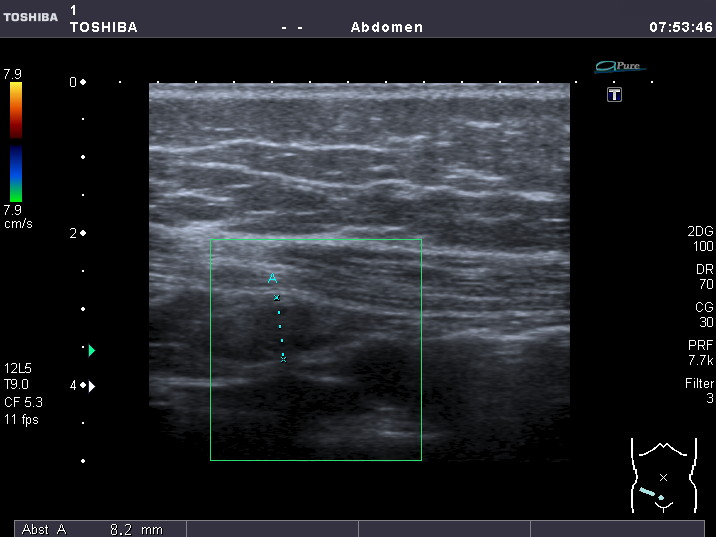 TOSHIBA
1
TOSHIBA - - Abdomen 07:53:46
aPure
T
7.9
7.9
cm/s
0
2
4
A
2DG
100
DR
70
CG
30
PRF
7.7k
Filter
3
12L5
T9.0
CF 5.3
11 fps
Abst A 8.2 mm